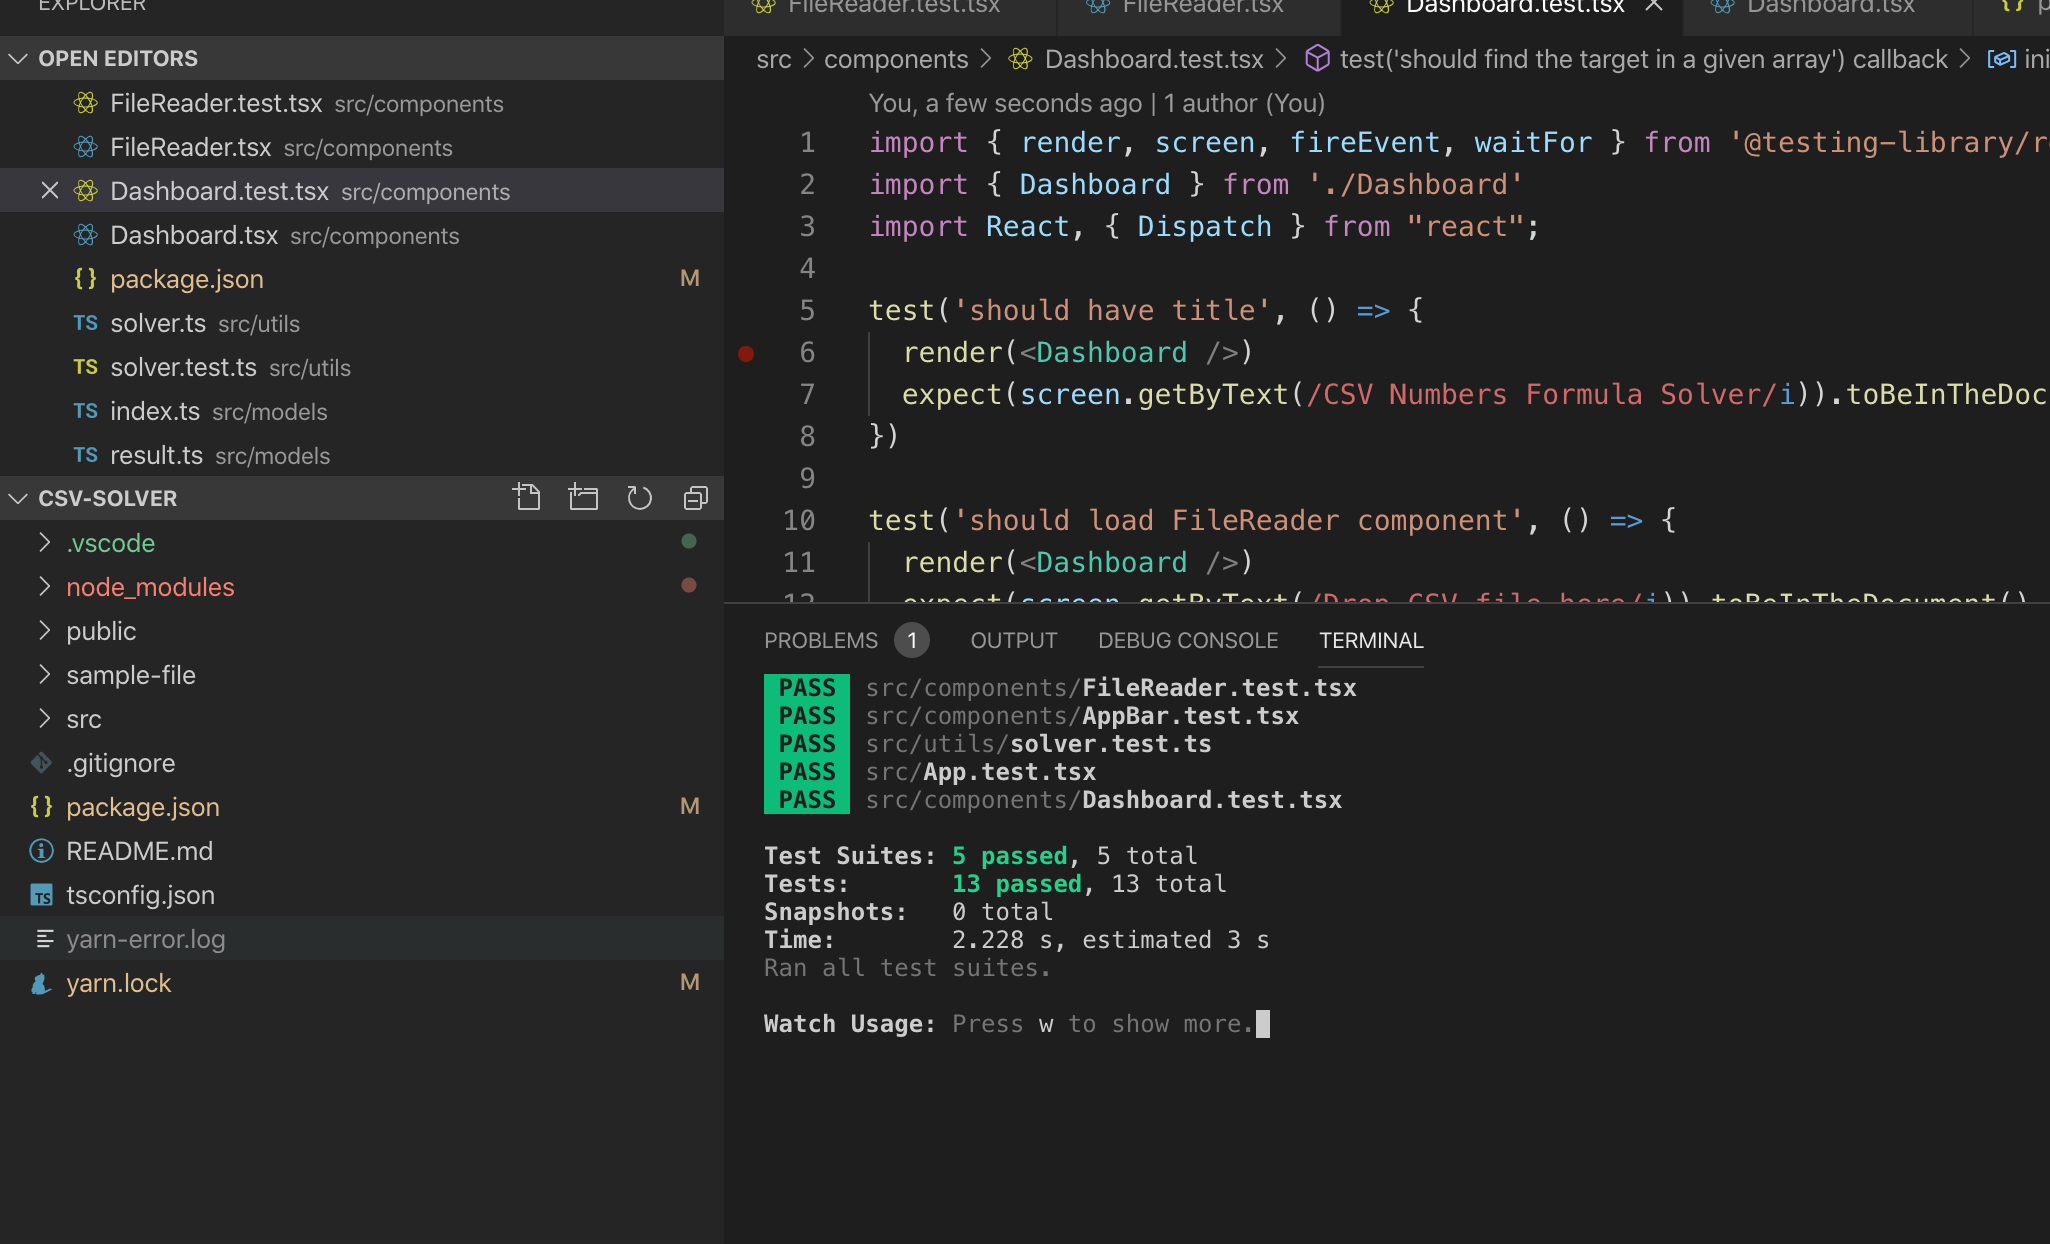 EXPLORER
OPEN EDITORS
FileReader.test.tsx src/components
FileReader.tsx src/components
Dashboard.test.tsx src/components
Dashboard.tsx src/components
{} package.json M
TS solver.ts src/utils
TS solver.test.ts src/utils
TS index.ts src/models
TS result.ts src/models
CSV-SOLVER
.vscode
node_modules
public
sample-file
src
.gitignore
{} package.json M
README.md
TS tsconfig.json
yarn-error.log
yarn.lock M
FileReader.test.tsx FileReader.tsx Dashboard.test.tsx Dashboard.tsx {} p
src > components > Dashboard.test.tsx > test('should find the target in a given array') callback > ini
You, a few seconds ago | 1 author (You)
1 import { render, screen, fireEvent, waitFor } from '@testing-library/r
2 import { Dashboard } from './Dashboard'
3 import React, { Dispatch } from "react";
4
5 test('should have title', () => {
6 render(<Dashboard />)
7 expect(screen.getByText(/CSV Numbers Formula Solver/i)).toBeInTheDoc
8 })
9
10 test('should load FileReader component', () => {
11 render(<Dashboard />)
12 expect(screen.getByText(/Drop CSV file here/i)).toBeInTheDocument()
PROBLEMS 1 OUTPUT DEBUG CONSOLE TERMINAL
PASS src/components/FileReader.test.tsx
PASS src/components/AppBar.test.tsx
PASS src/utils/solver.test.ts
PASS src/App.test.tsx
PASS src/components/Dashboard.test.tsx
Test Suites: 5 passed, 5 total
Tests: 13 passed, 13 total
Snapshots: 0 total
Time: 2.228 s, estimated 3 s
Ran all test suites.
Watch Usage: Press w to show more.